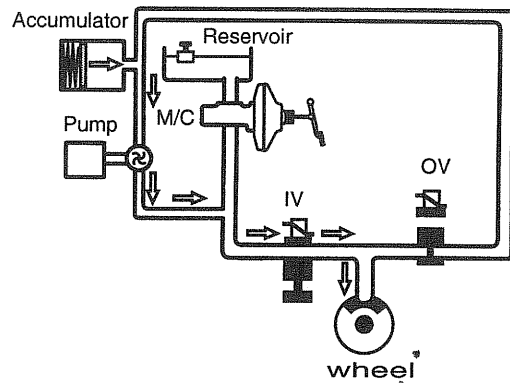 Accumulator
Reservoir
M/C
Pump
OV
IV
wheel